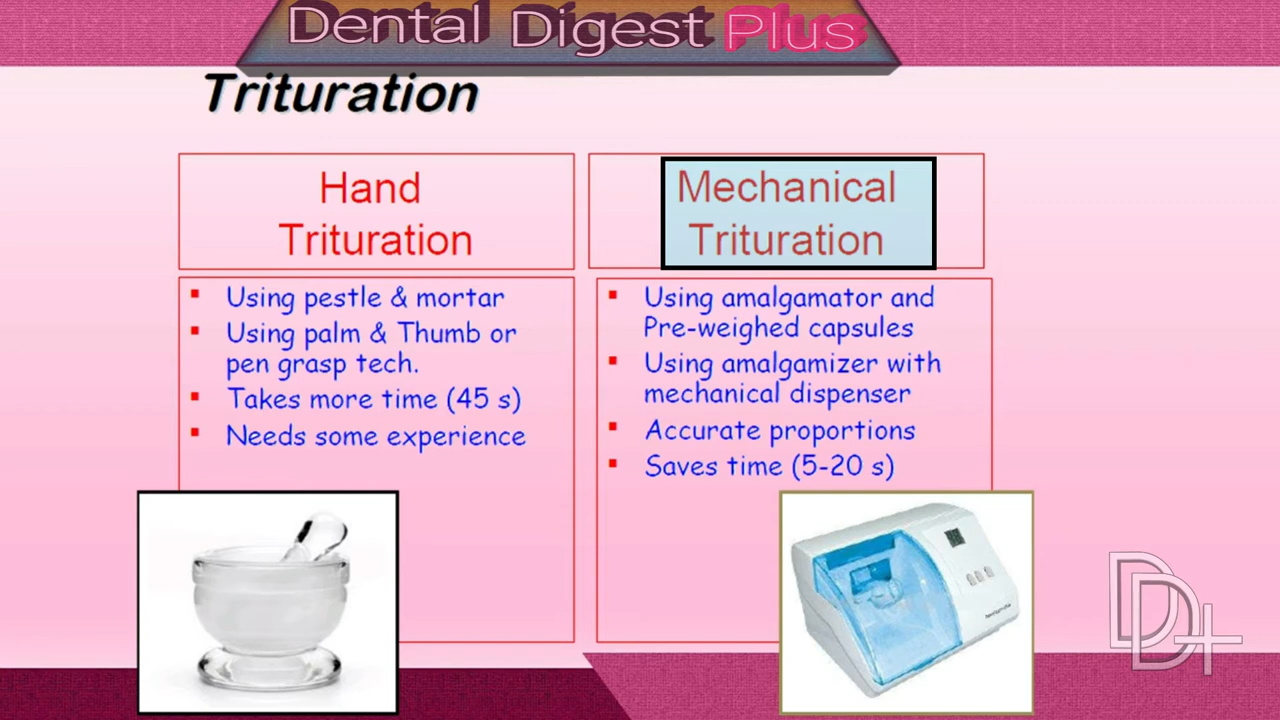 Dental Digest Plus
Trituration
Hand
Trituration
Using pestle & mortar
Using palm & Thumb or
pen grasp tech.
Takes more time (45 s)
Needs some experience
Mechanical
Trituration
Using amalgamator and
Pre-weighed capsules
Using amalgamizer with
mechanical dispenser
Accurate proportions
Saves time (5-20 s)
DD+